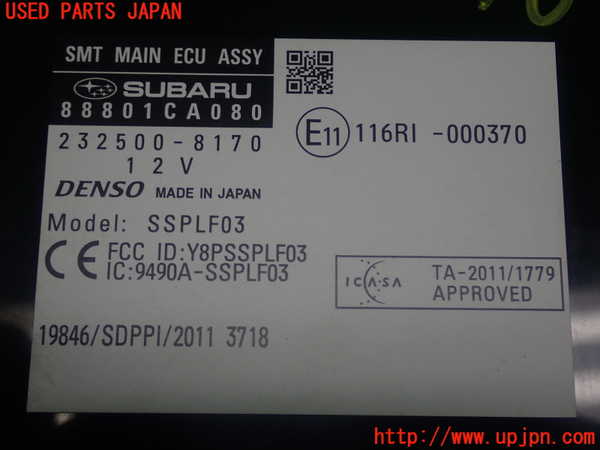 USED PARTS JAPAN
SMT MAIN ECU ASSY
SUBARU
88801CA080
232500-8170
12V
DENSO MADE IN JAPAN
Model: SSPLF03
CE FCC ID:Y8PSSPLF03
IC:9490A-SSPLF03
19846/SDPPI/2011 3718
E11 116RI -000370
ICASA TA-2011/1779
APPROVED
http://www.upjpn.com/